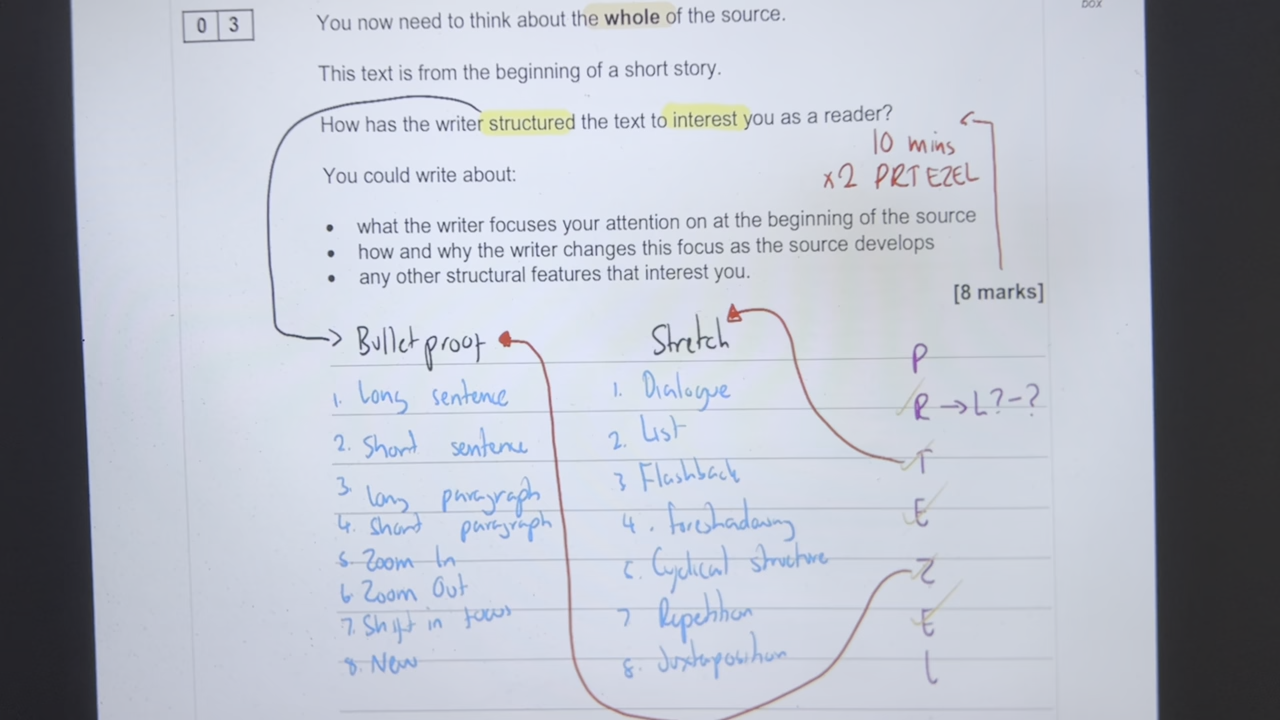 box
0 3
You now need to think about the whole of the source.
This text is from the beginning of a short story.
How has the writer structured the text to interest you as a reader?
10 mins
x2 PRTEZEL
You could write about:
• what the writer focuses your attention on at the beginning of the source
• how and why the writer changes this focus as the source develops
• any other structural features that interest you.
[8 marks]
Bullet proof
1. Long sentence
2. Short sentence
3. Long paragraph
4. Short paragraph
5. Zoom In
6 Zoom Out
7. Shift in focus
8. New
Stretch
1. Dialogue
2. List
3 Flashback
4. foreshadowing
5. Cyclical structure
7 Repetition
8. Juxtaposition
P
R → L?-?
T
E
Z
E
L